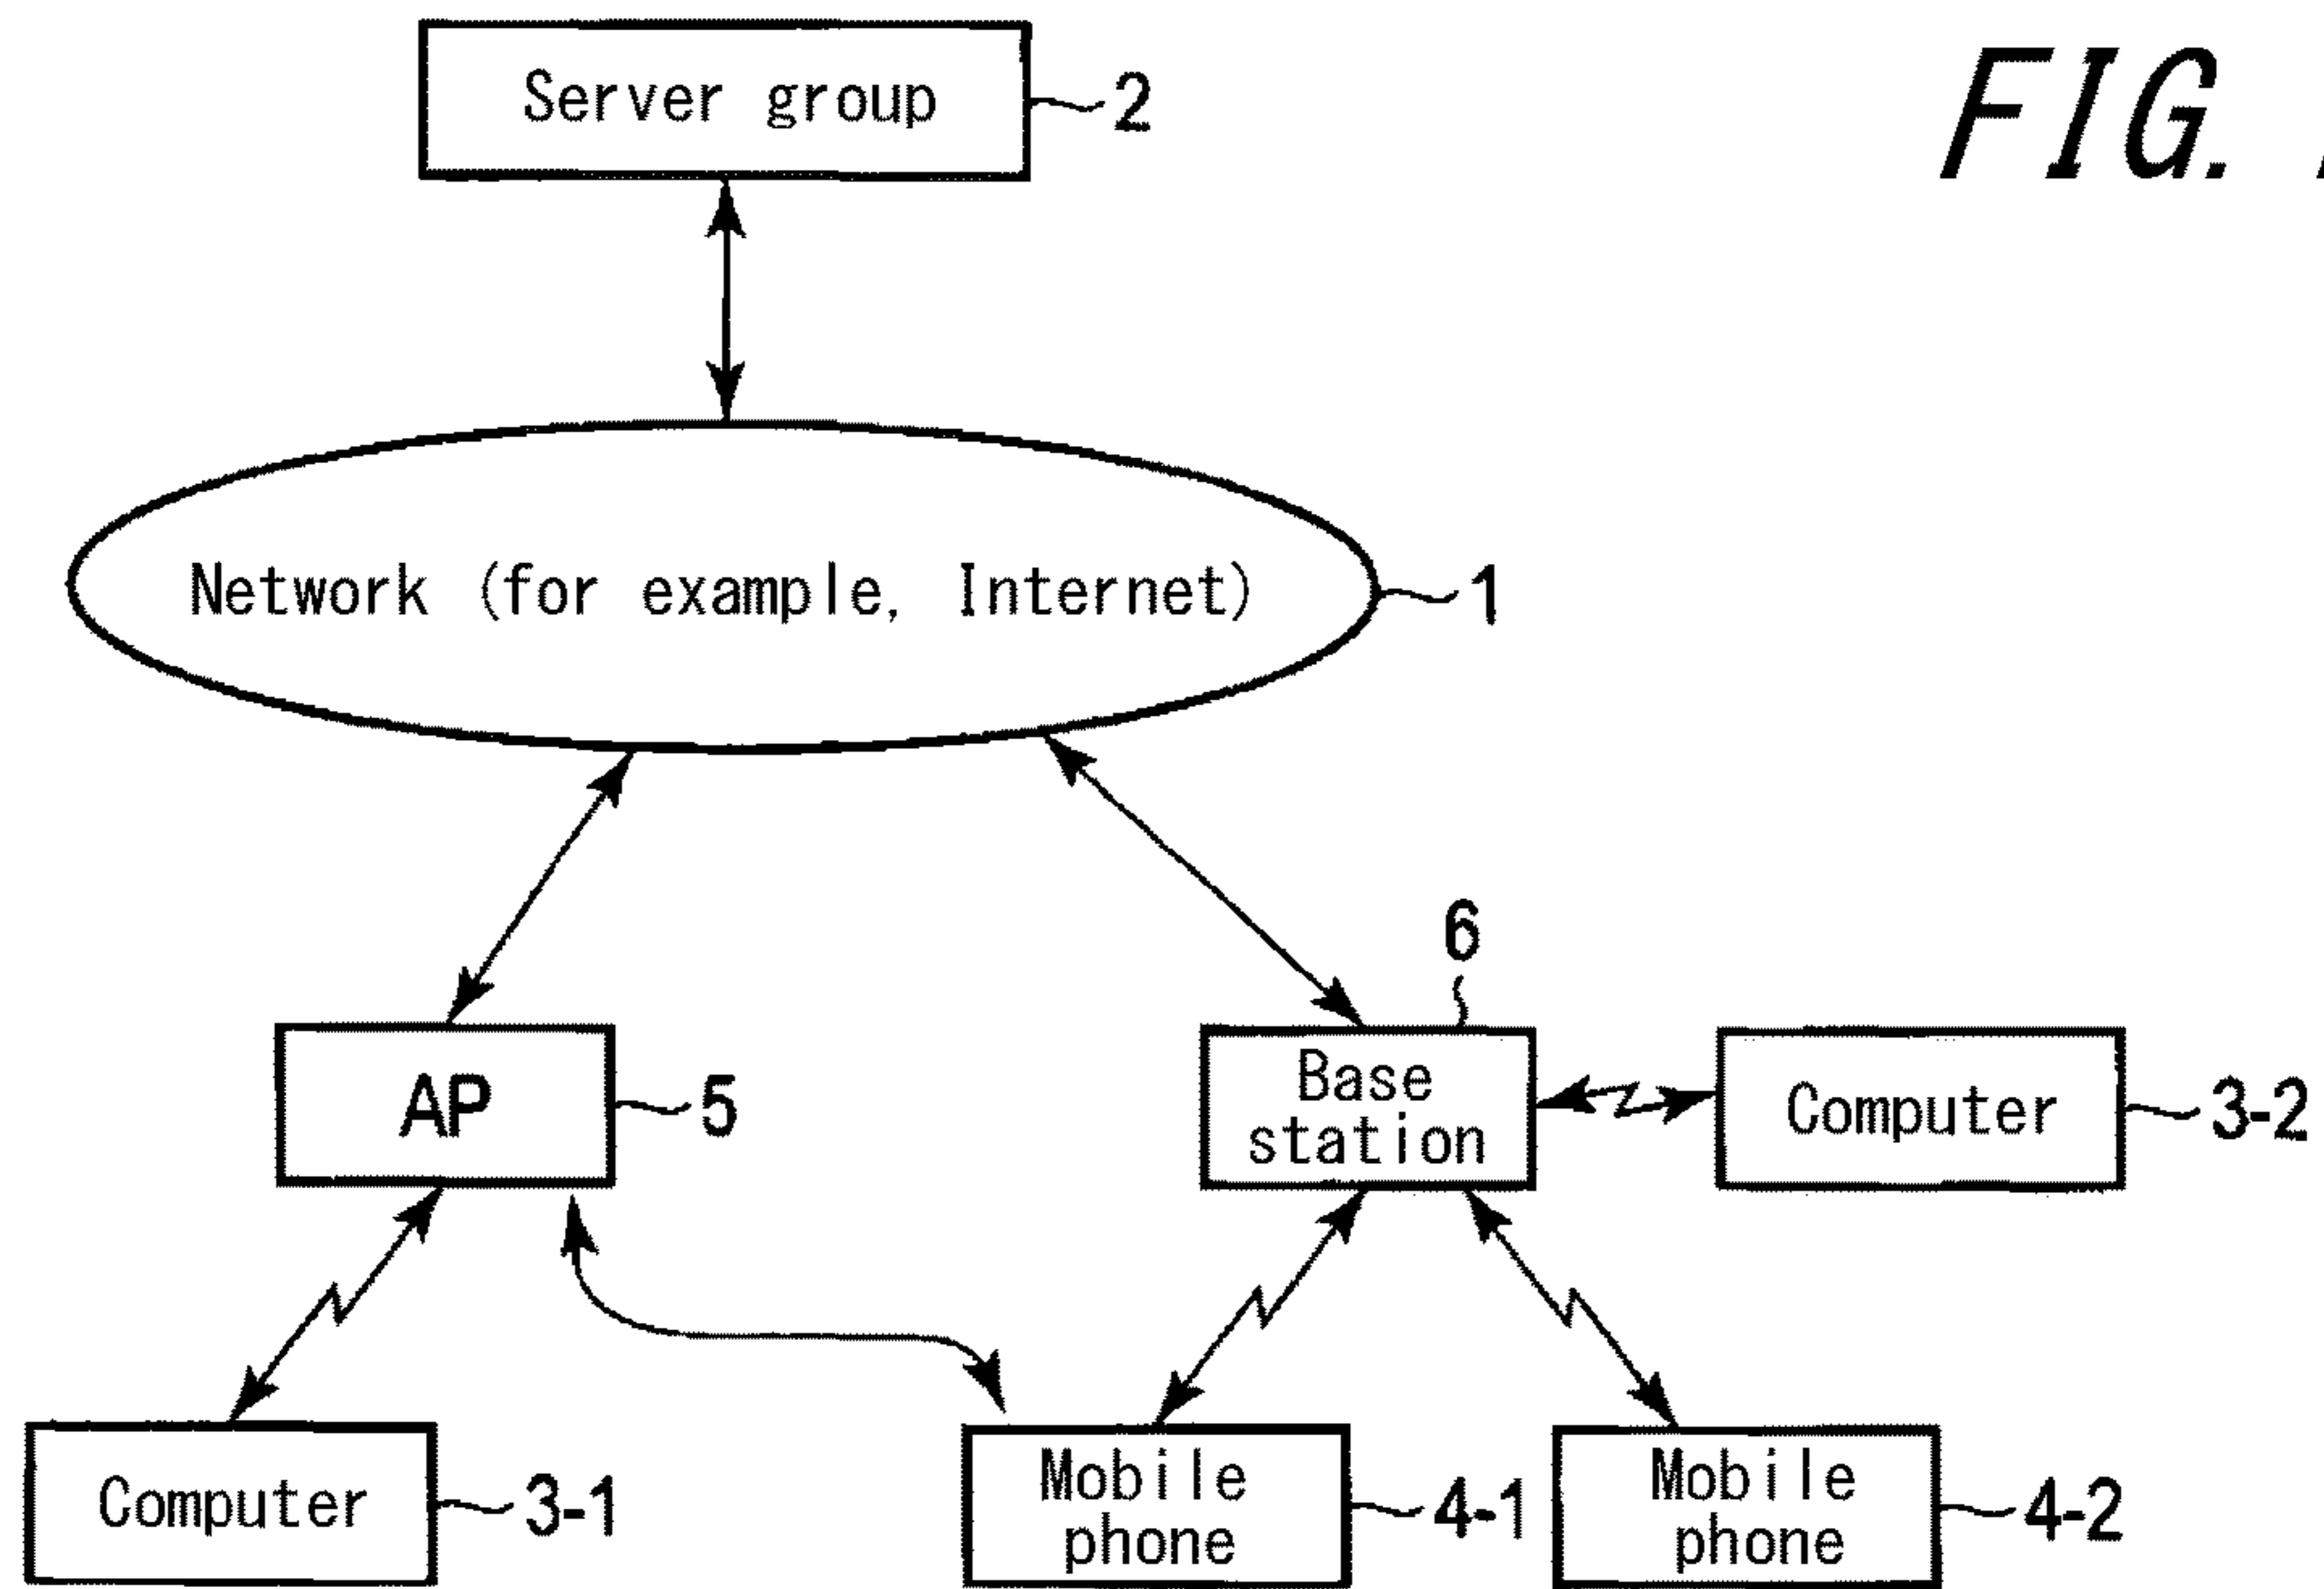 FIG.
Server group
2
Network (for example, Internet)
1
6
AP
5
Base
station
Computer
3-2
Computer
3-1
Mobile
phone
4-1
Mobile
phone
4-2